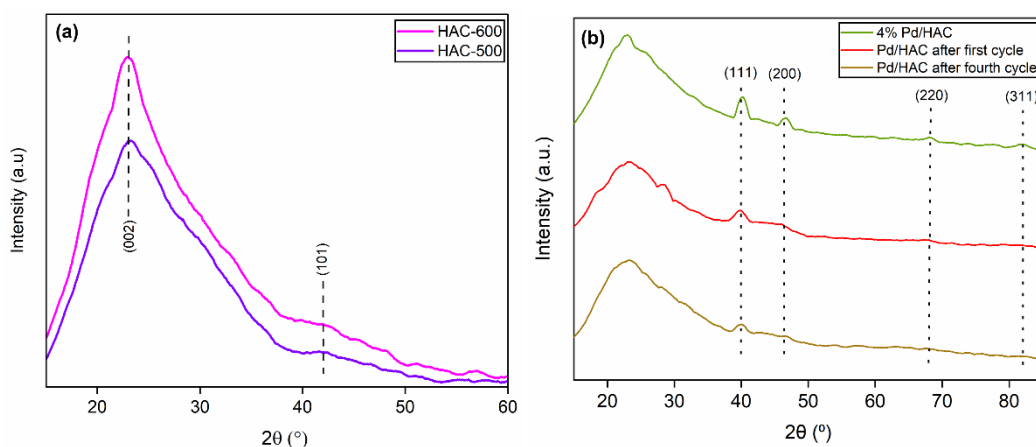 (a)
HAC-600
HAC-500
(002)
(101)
Intensity (a.u)
20
30
40
50
60
2θ (°)
(b)
4% Pd/HAC
Pd/HAC after first cycle
Pd/HAC after fourth cycle
(111)
(200)
(220)
(311)
Intensity (a.u.)
20
30
40
50
60
70
80
2θ (º)